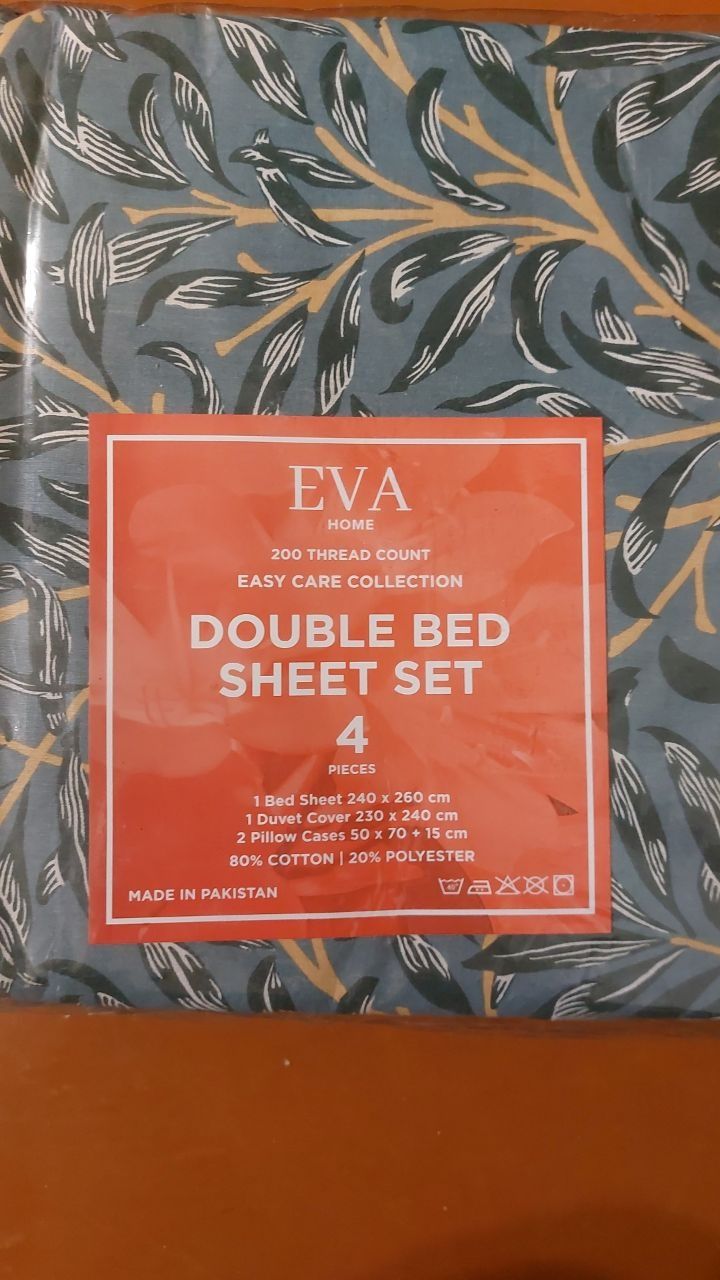 EVA
HOME
200 THREAD COUNT
EASY CARE COLLECTION
DOUBLE BED
SHEET SET
4
PIECES
1 Bed Sheet 240 x 260 cm
1 Duvet Cover 230 x 240 cm
2 Pillow Cases 50 x 70 + 15 cm
80% COTTON | 20% POLYESTER
MADE IN PAKISTAN